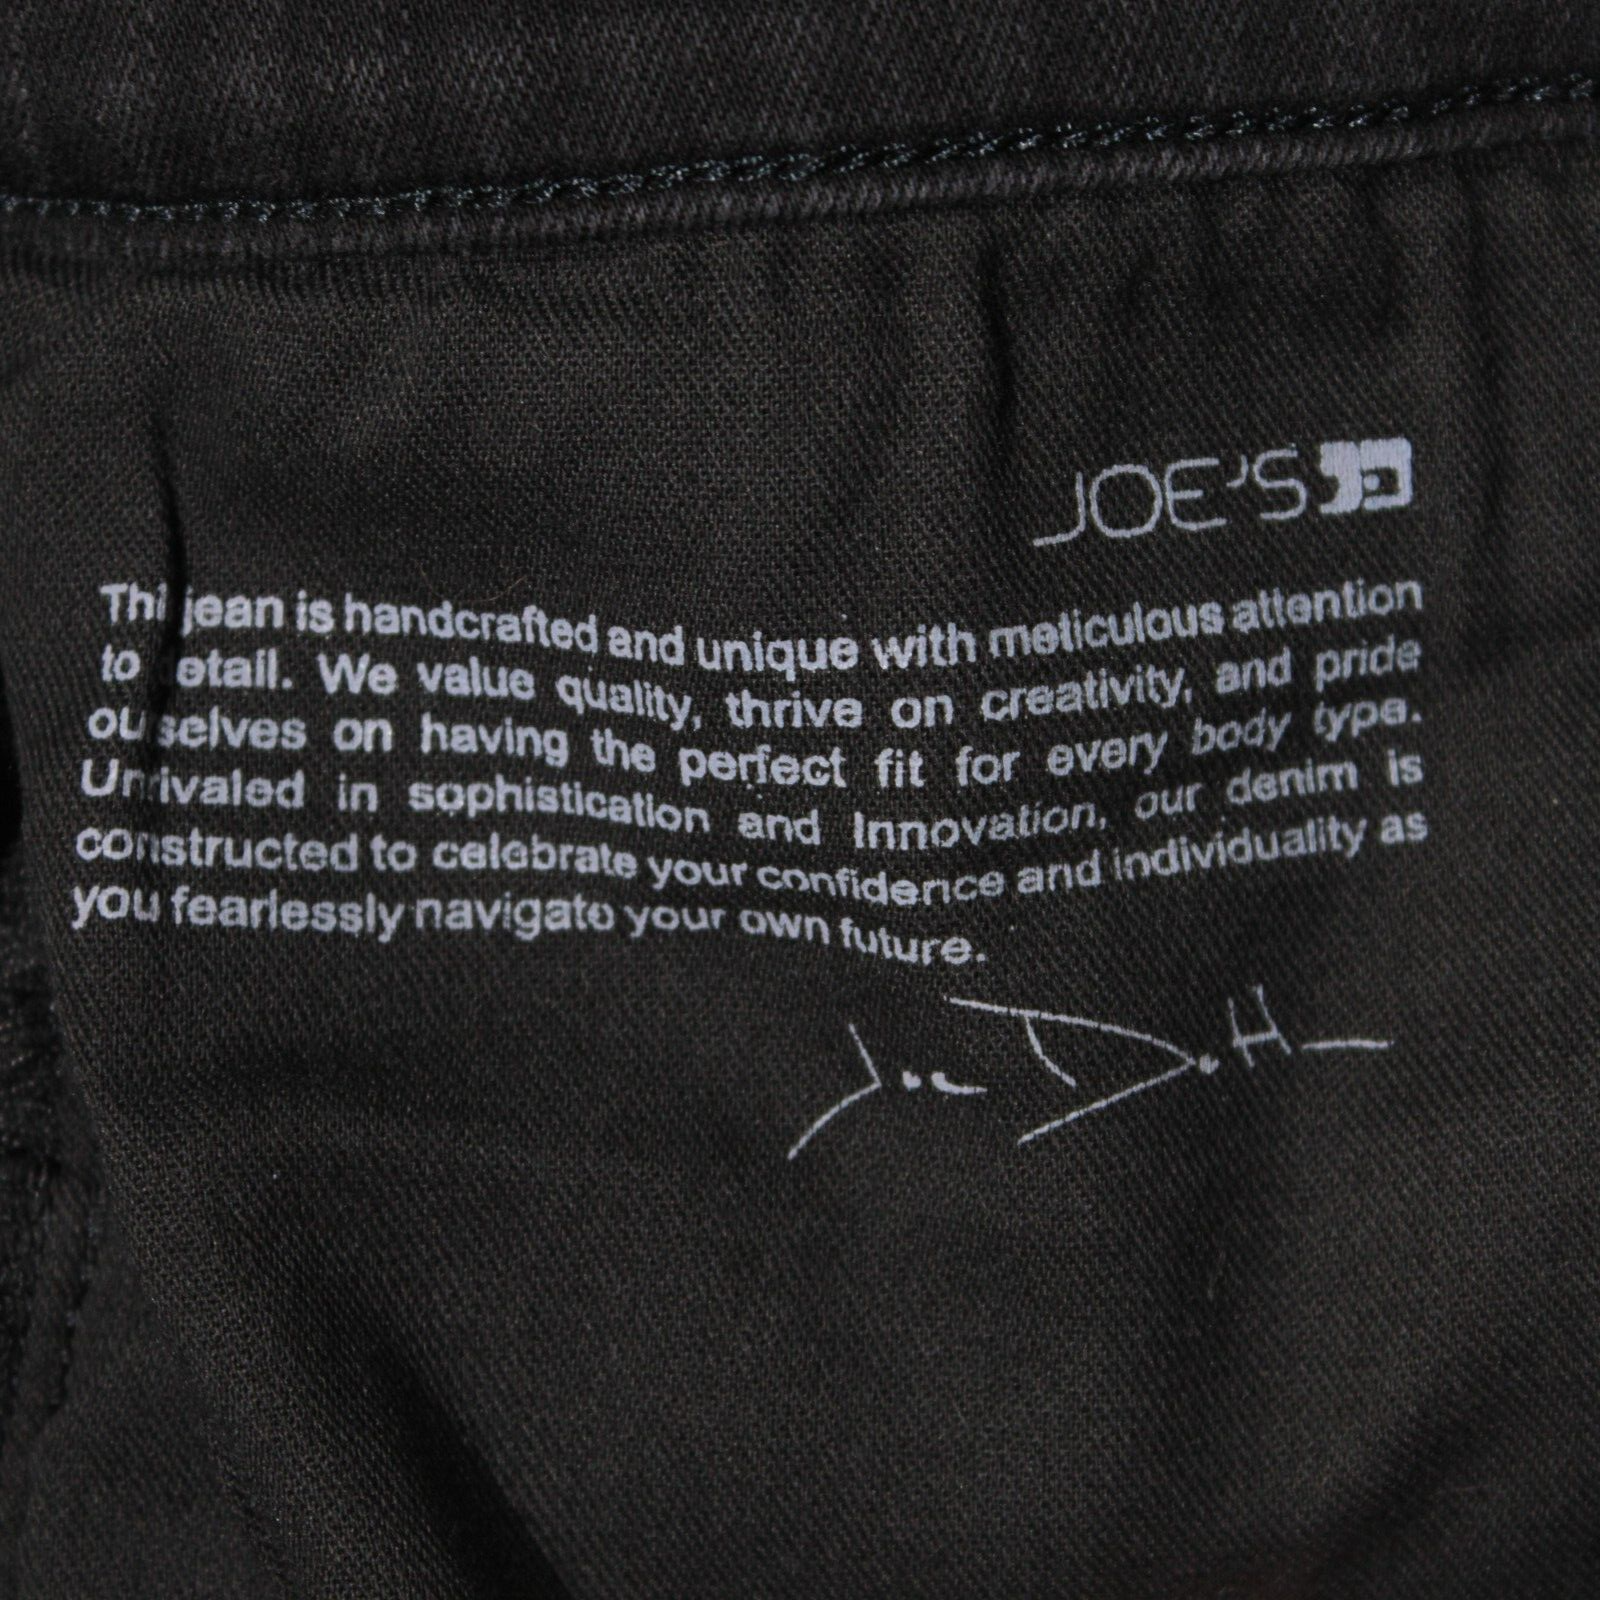 JOE'S
This jean is handcrafted and unique with meticulous attention
to detail. We value quality, thrive on creativity, and pride
ourselves on having the perfect fit for every body type.
Unrivaled in sophistication and Innovation, our denim is
constructed to celebrate your confidence and individuality as
you fearlessly navigate your own future.